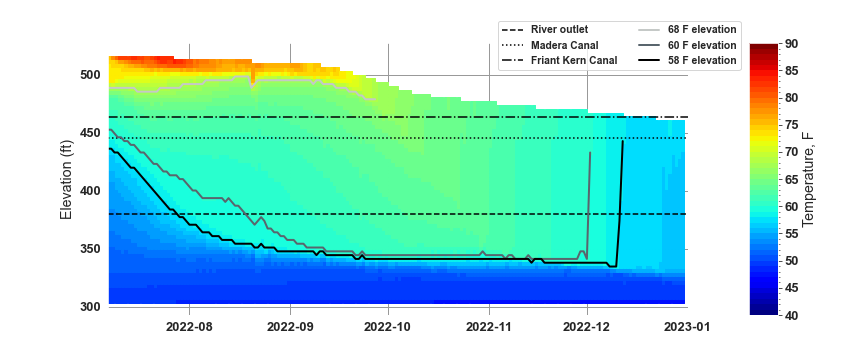 River outlet
Madera Canal
Friant Kern Canal
68 F elevation
60 F elevation
58 F elevation
Elevation (ft)
500
450
400
350
300
2022-08
2022-09
2022-10
2022-11
2022-12
2023-01
90
85
80
75
70
65
60
55
50
45
40
Temperature, F